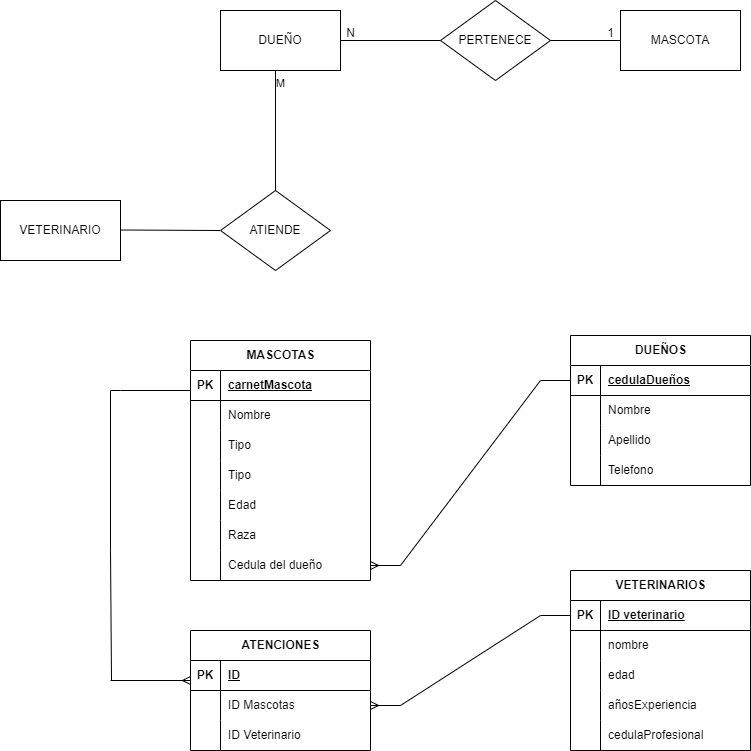 DUEÑO
N
PERTENECE
1
MASCOTA
M
VETERINARIO
ATIENDE
MASCOTAS
PK carnetMascota
Nombre
Tipo
Tipo
Edad
Raza
Cedula del dueño
DUEÑOS
PK cedulaDueños
Nombre
Apellido
Telefono
ATENCIONES
PK ID
ID Mascotas
ID Veterinario
VETERINARIOS
PK ID veterinario
nombre
edad
añosExperiencia
cedulaProfesional